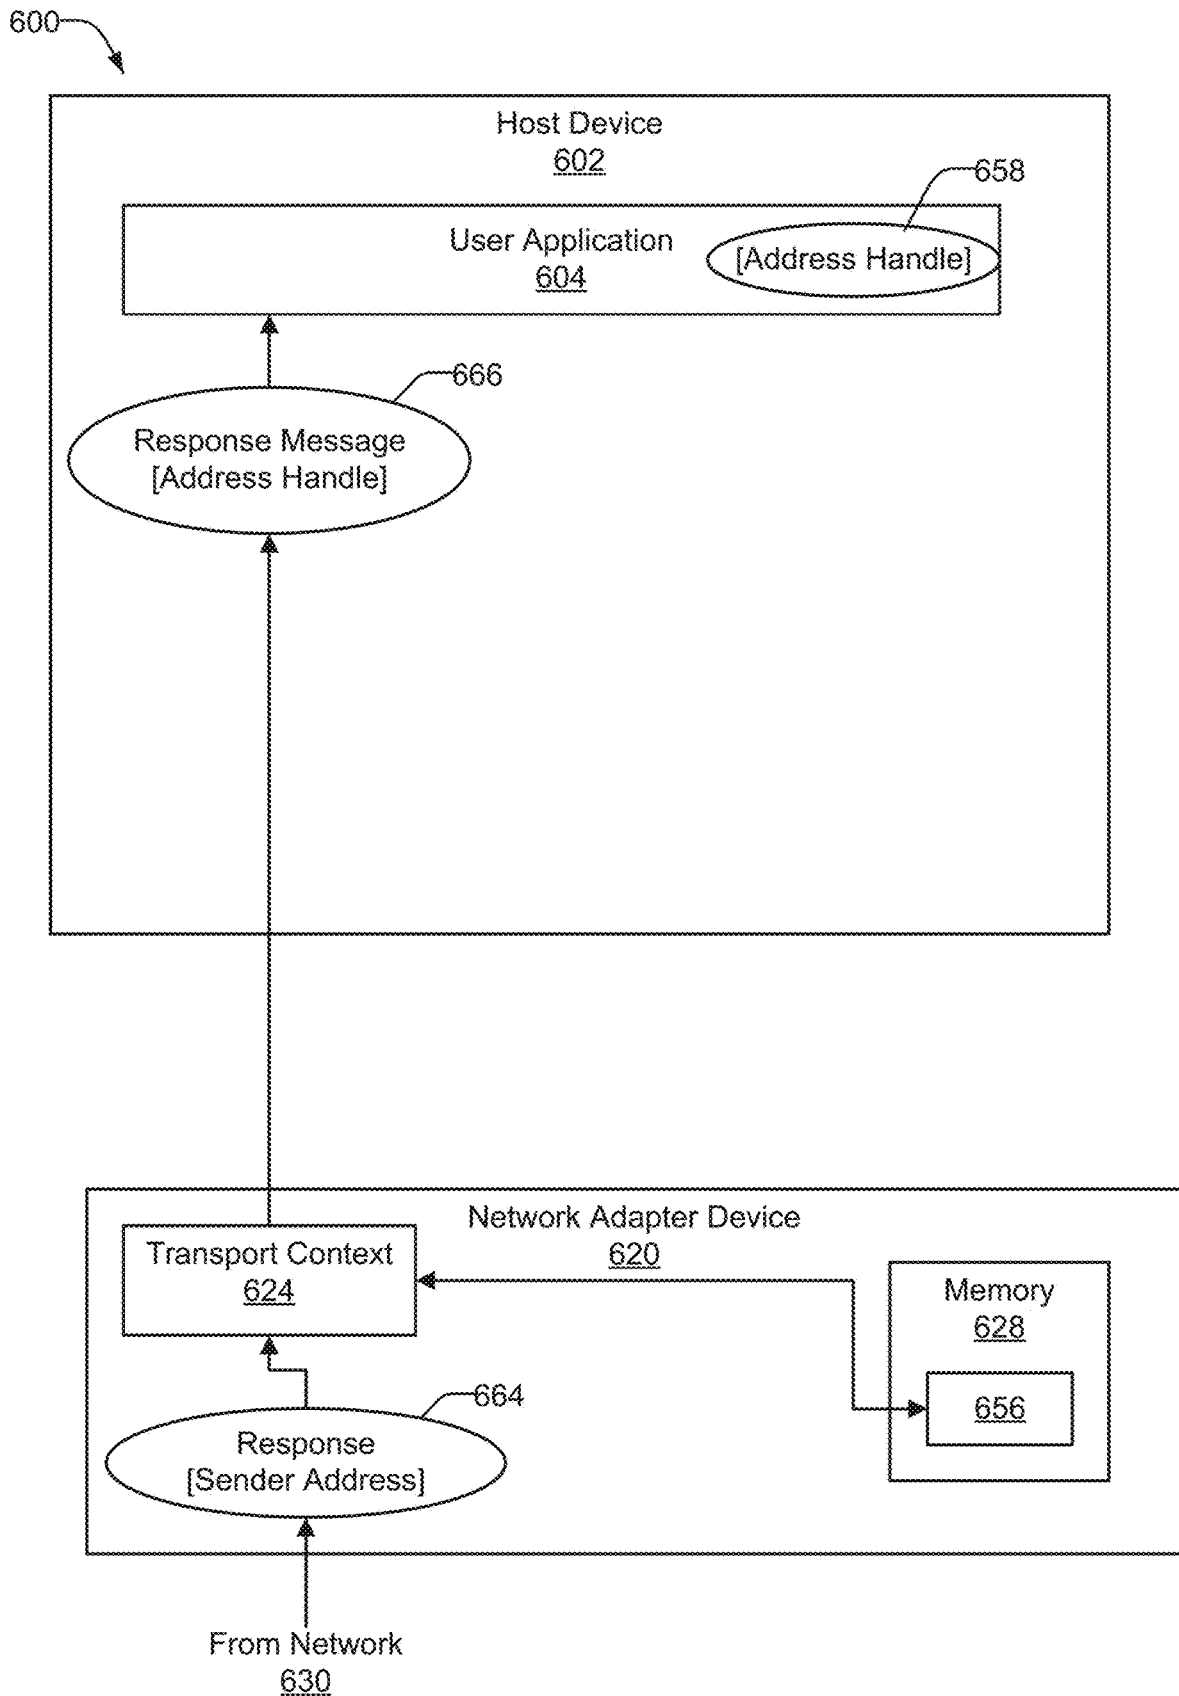 600
Host Device
602
658
User Application
604
[Address Handle]
666
Response Message
[Address Handle]
Network Adapter Device
620
Transport Context
624
Memory
628
656
664
Response
[Sender Address]
From Network
630